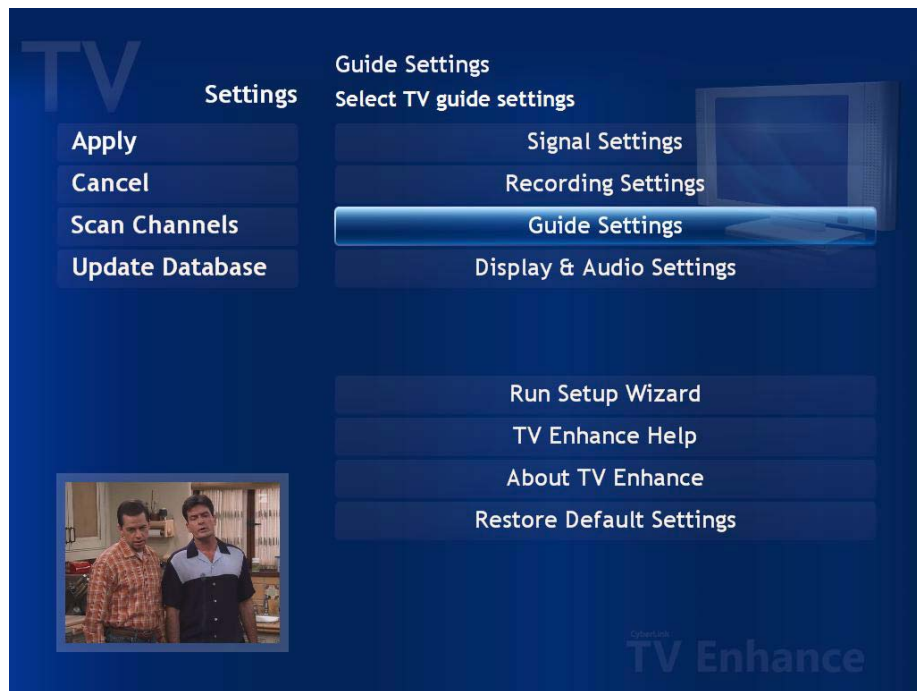 TV
Settings
Guide Settings
Select TV guide settings
Apply
Cancel
Scan Channels
Update Database
Signal Settings
Recording Settings
Guide Settings
Display & Audio Settings
Run Setup Wizard
TV Enhance Help
About TV Enhance
Restore Default Settings
CyberLink
TV Enhance